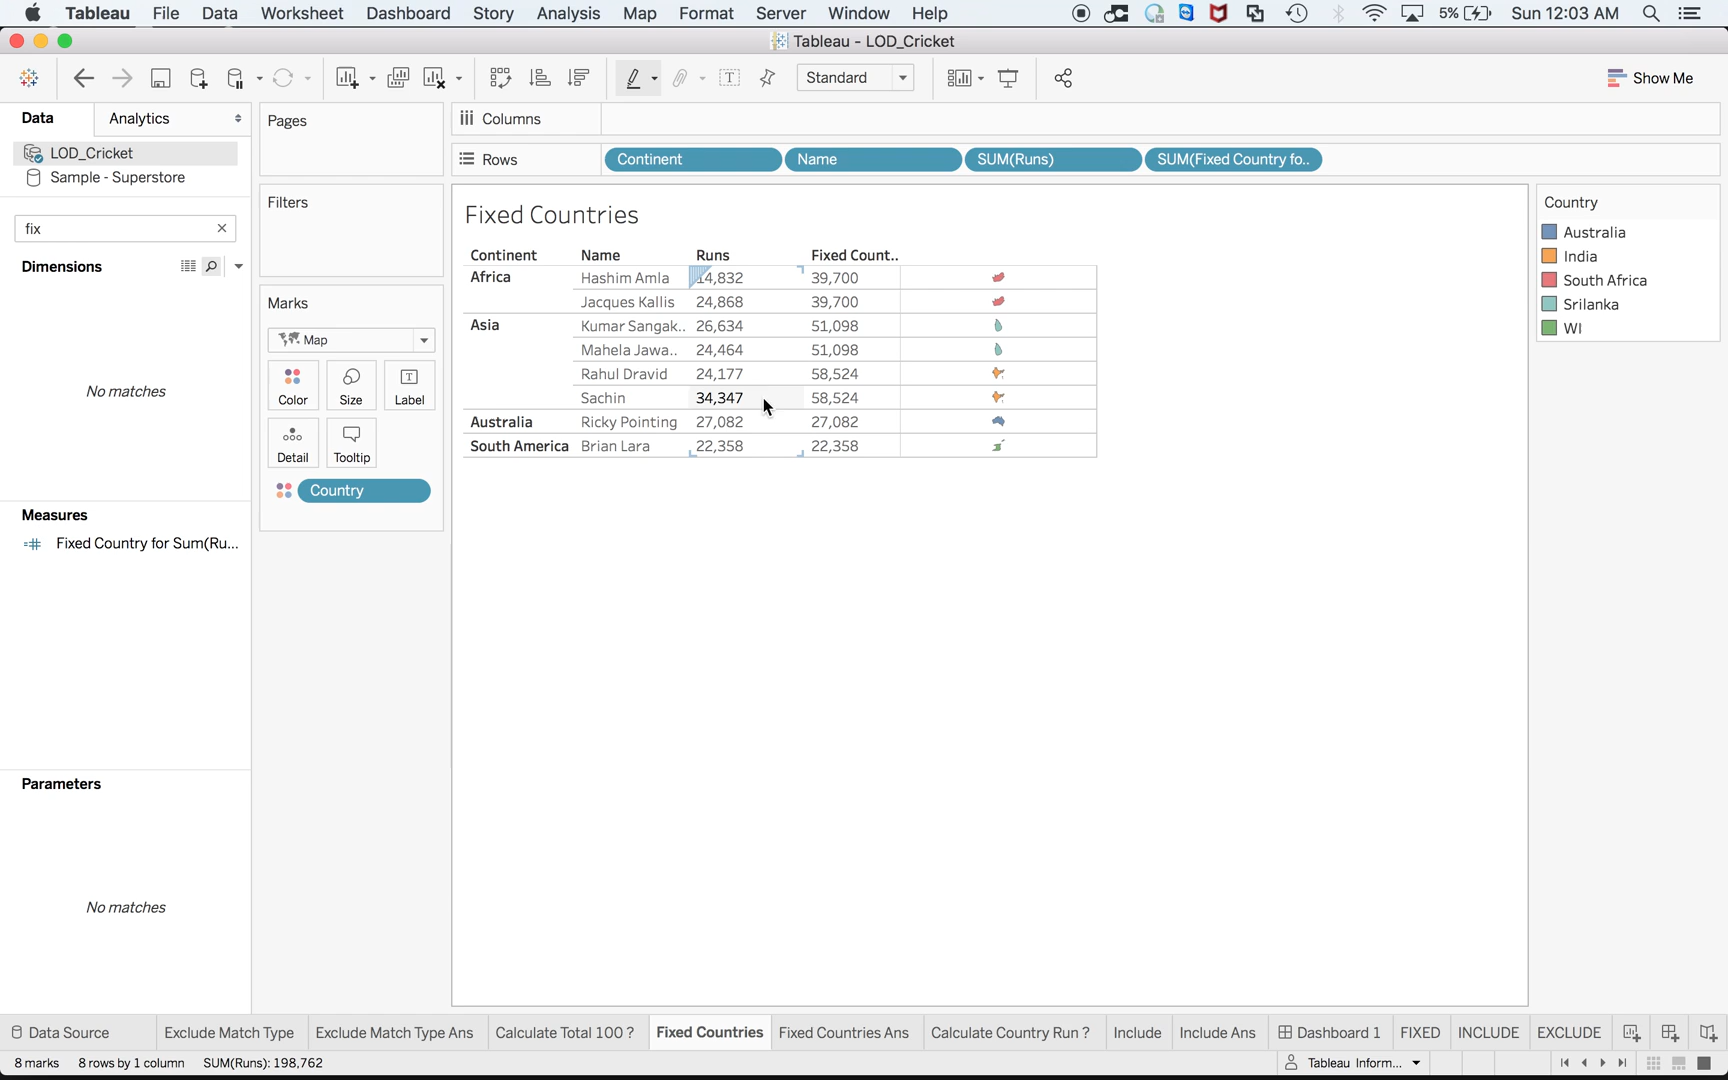 Tableau File Data Worksheet Dashboard Story Analysis Map Format Server Window Help 5% Sun 12:03 AM
Tableau - LOD_Cricket
Standard Show Me
Data Analytics
LOD_Cricket
Sample - Superstore
fix
Dimensions
No matches
Measures
Fixed Country for Sum(Ru...
Parameters
No matches
Pages
Filters
Marks
Map
Color Size Label
Detail Tooltip
Country
Columns
Rows Continent Name SUM(Runs) SUM(Fixed Country fo..
Fixed Countries
Continent Name Runs Fixed Count..
Africa Hashim Amla 14,832 39,700
Jacques Kallis 24,868 39,700
Asia Kumar Sangak.. 26,634 51,098
Mahela Jawa.. 24,464 51,098
Rahul Dravid 24,177 58,524
Sachin 34,347 58,524
Australia Ricky Pointing 27,082 27,082
South America Brian Lara 22,358 22,358
Country
Australia
India
South Africa
Srilanka
WI
Data Source Exclude Match Type Exclude Match Type Ans Calculate Total 100 ? Fixed Countries Fixed Countries Ans Calculate Country Run ? Include Include Ans Dashboard 1 FIXED INCLUDE EXCLUDE
8 marks 8 rows by 1 column SUM(Runs): 198,762 Tableau Inform...